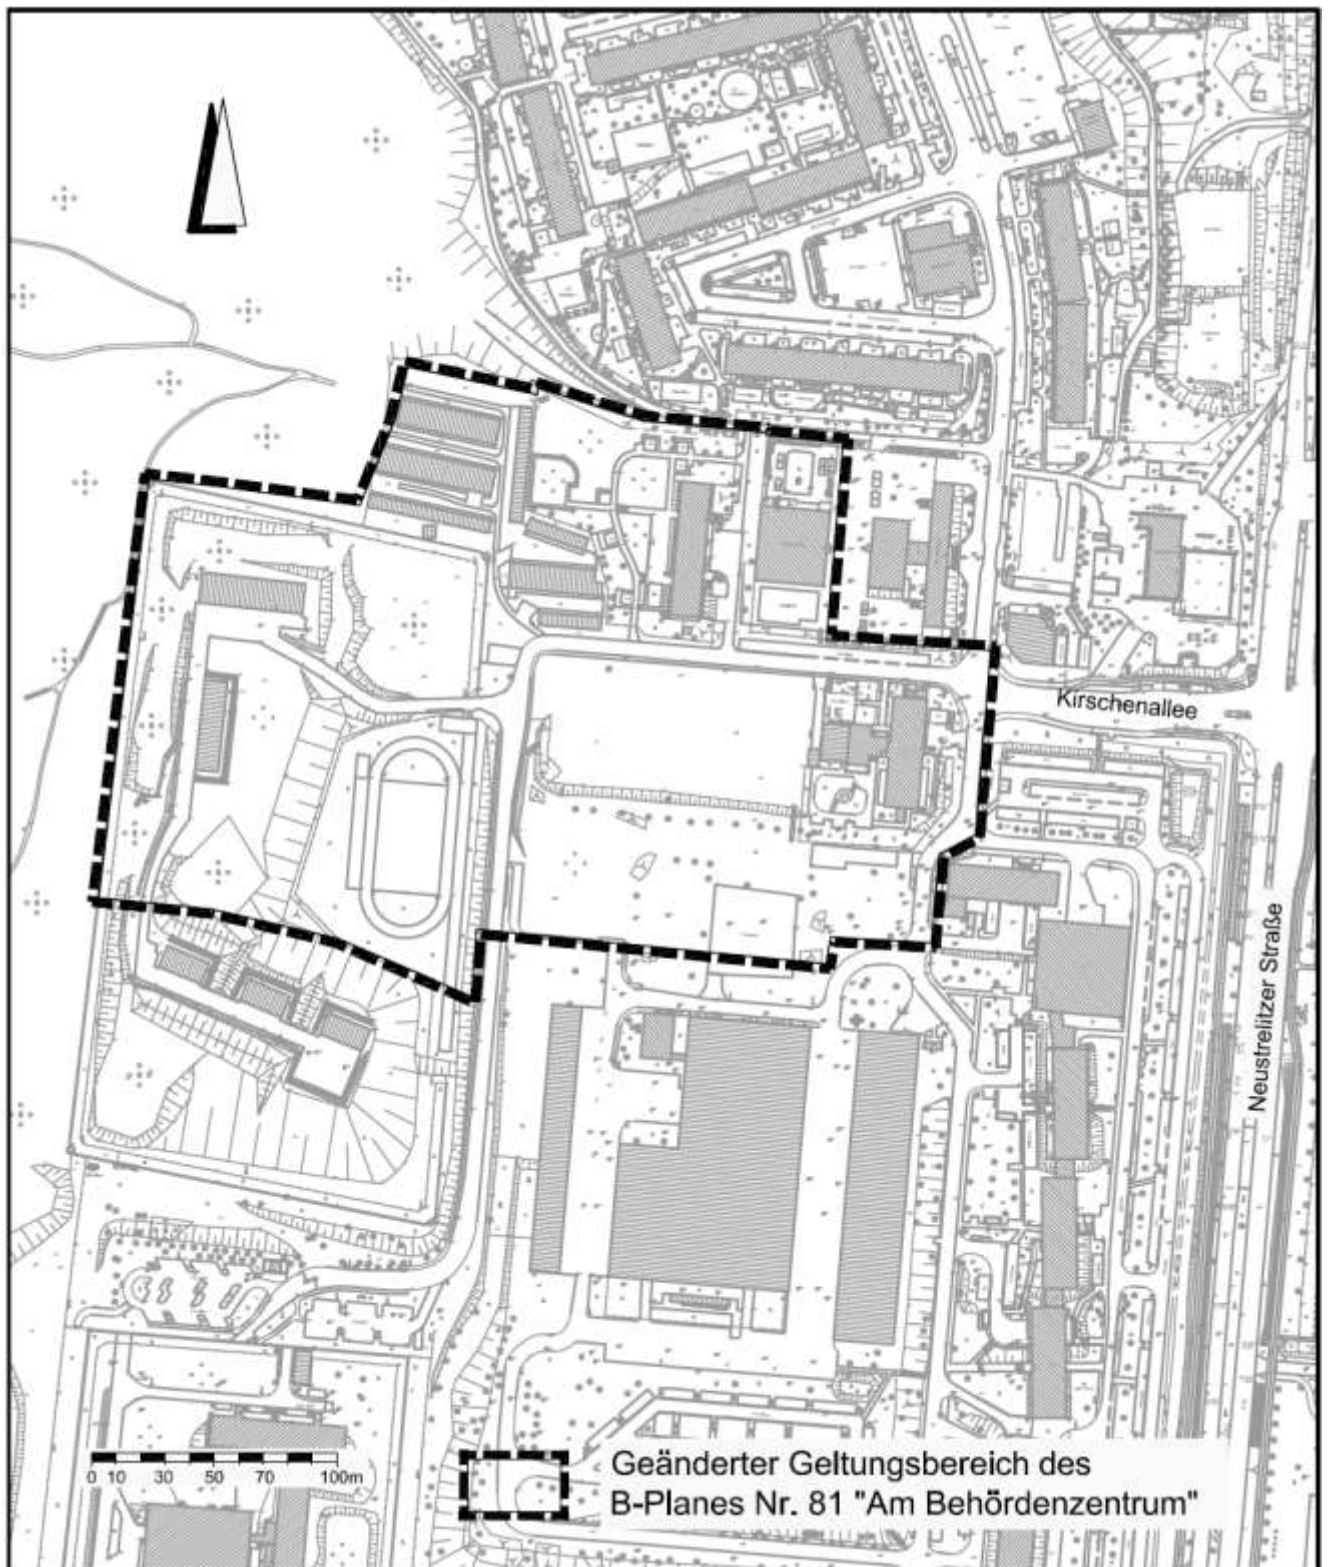 Kirschenallee
Neustrelitzer Straße
0 10 30 50 70 100m
Geänderter Geltungsbereich des
B-Planes Nr. 81 "Am Behördenzentrum"